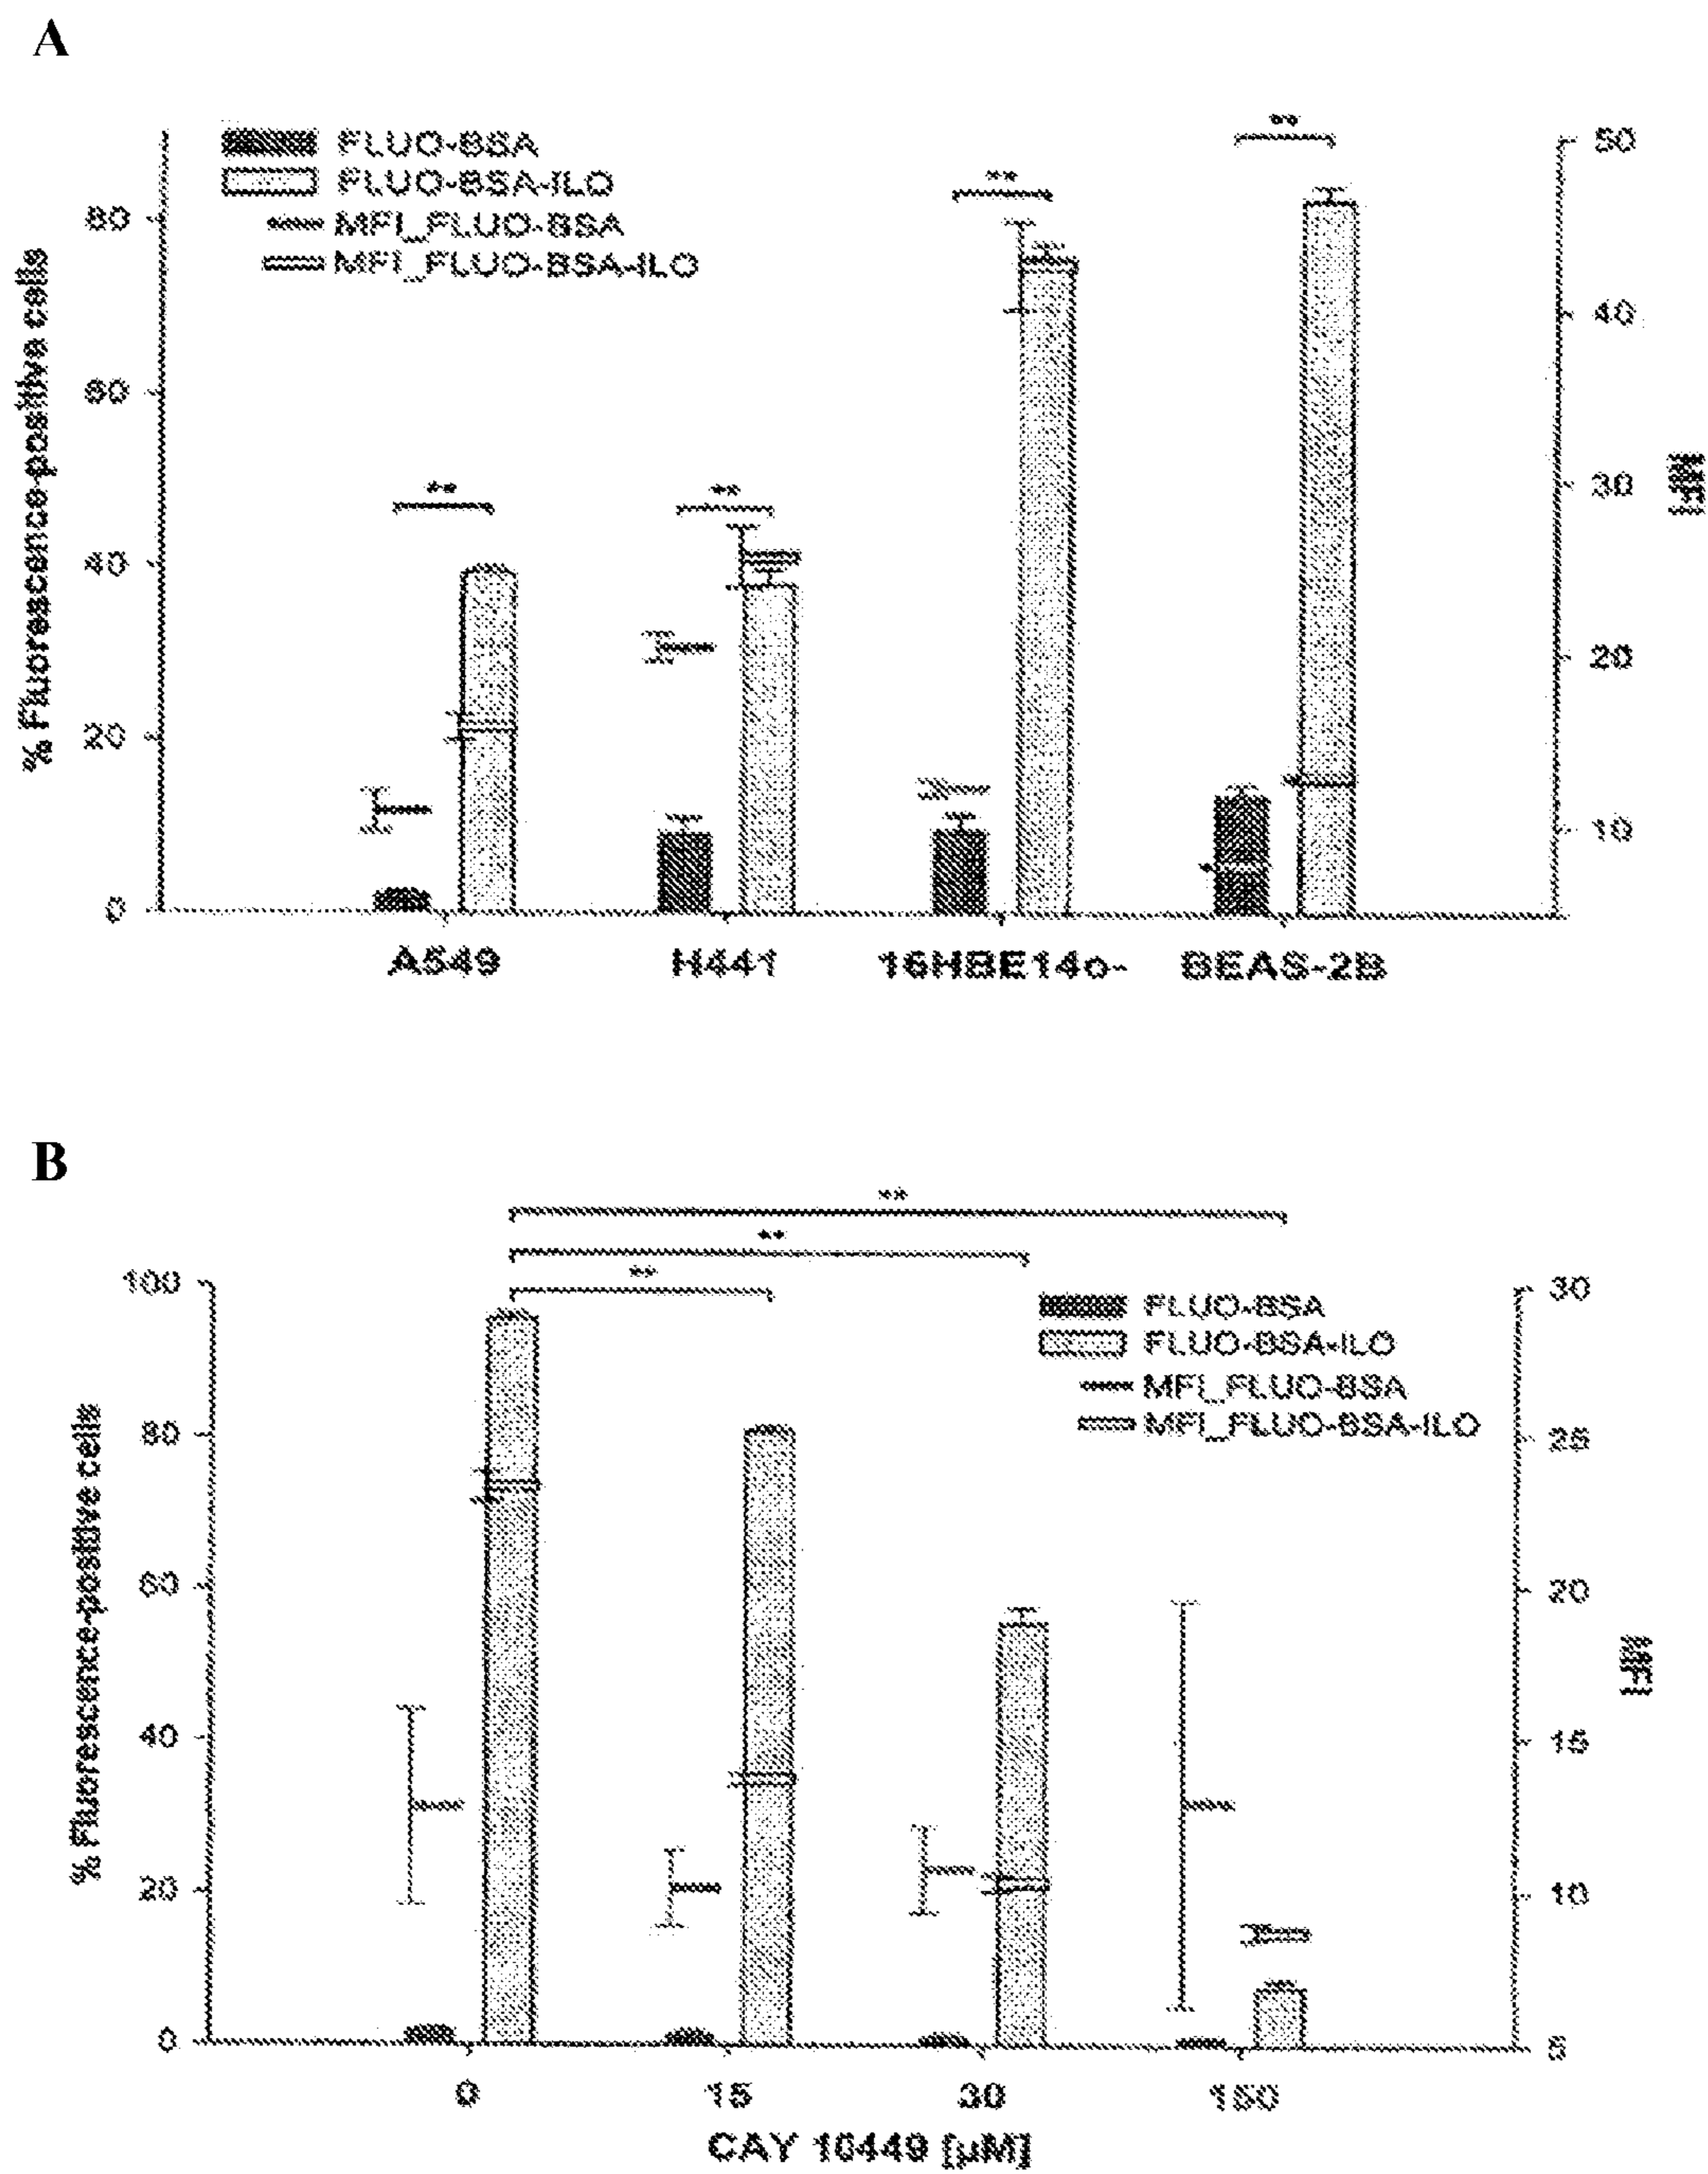 A
FLUO-BSA
FLUO-BSA-ILO
MFI_FLUO-BSA
MFI_FLUO-BSA-ILO
% Fluorescence-positive cells
80
60
40
20
0
**
**
**
**
50
40
30
20
10
MFI
A549
H441
16HBE14o-
BEAS-2B
B
**
**
**
FLUO-BSA
FLUO-BSA-ILO
MFI_FLUO-BSA
MFI_FLUO-BSA-ILO
% Fluorescence-positive cells
100
80
60
40
20
0
30
25
20
15
10
5
MFI
0
15
30
150
CAY 10449 [µM]